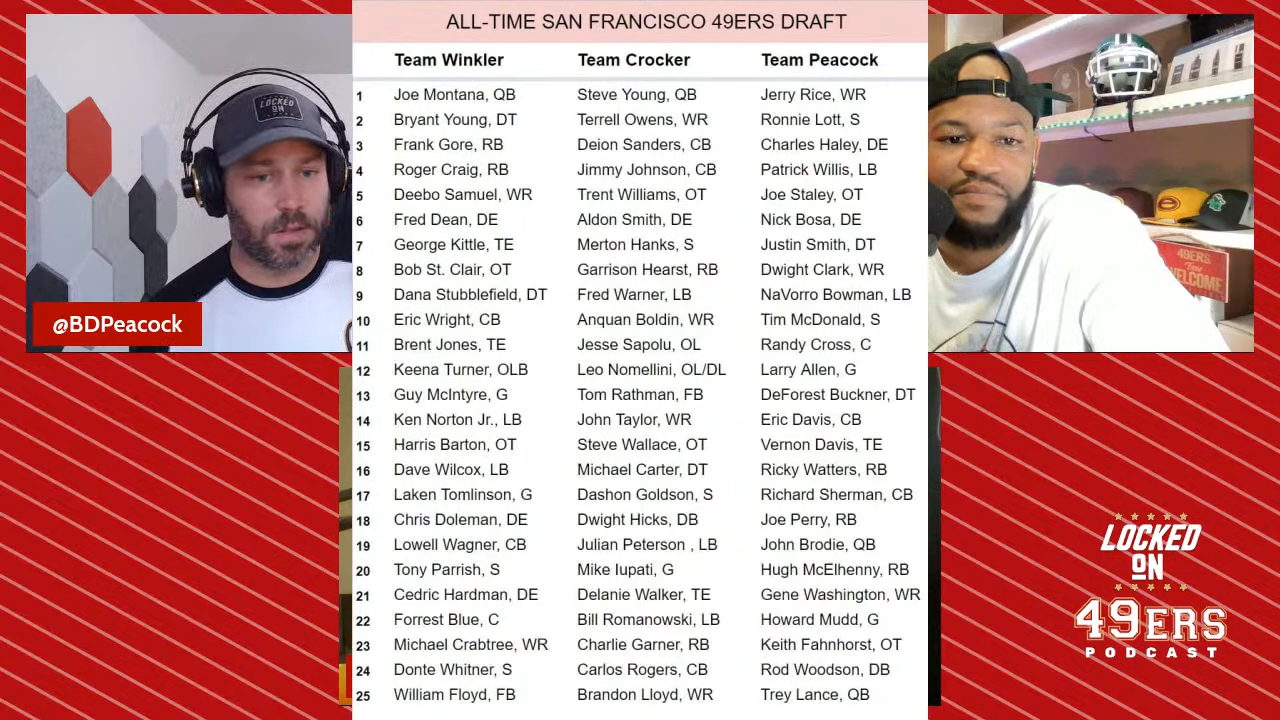 ALL-TIME SAN FRANCISCO 49ERS DRAFT
Team Winkler Team Crocker Team Peacock
1 Joe Montana, QB Steve Young, QB Jerry Rice, WR
2 Bryant Young, DT Terrell Owens, WR Ronnie Lott, S
3 Frank Gore, RB Deion Sanders, CB Charles Haley, DE
4 Roger Craig, RB Jimmy Johnson, CB Patrick Willis, LB
5 Deebo Samuel, WR Trent Williams, OT Joe Staley, OT
6 Fred Dean, DE Aldon Smith, DE Nick Bosa, DE
7 George Kittle, TE Merton Hanks, S Justin Smith, DT
8 Bob St. Clair, OT Garrison Hearst, RB Dwight Clark, WR
9 Dana Stubblefield, DT Fred Warner, LB NaVorro Bowman, LB
10 Eric Wright, CB Anquan Boldin, WR Tim McDonald, S
11 Brent Jones, TE Jesse Sapolu, OL Randy Cross, C
12 Keena Turner, OLB Leo Nomellini, OL/DL Larry Allen, G
13 Guy McIntyre, G Tom Rathman, FB DeForest Buckner, DT
14 Ken Norton Jr., LB John Taylor, WR Eric Davis, CB
15 Harris Barton, OT Steve Wallace, OT Vernon Davis, TE
16 Dave Wilcox, LB Michael Carter, DT Ricky Watters, RB
17 Laken Tomlinson, G Dashon Goldson, S Richard Sherman, CB
18 Chris Doleman, DE Dwight Hicks, DB Joe Perry, RB
19 Lowell Wagner, CB Julian Peterson , LB John Brodie, QB
20 Tony Parrish, S Mike Iupati, G Hugh McElhenny, RB
21 Cedric Hardman, DE Delanie Walker, TE Gene Washington, WR
22 Forrest Blue, C Bill Romanowski, LB Howard Mudd, G
23 Michael Crabtree, WR Charlie Garner, RB Keith Fahnhorst, OT
24 Donte Whitner, S Carlos Rogers, CB Rod Woodson, DB
25 William Floyd, FB Brandon Lloyd, WR Trey Lance, QB
LOCKED
ON
@BDPeacock
49ERS
WELCOME
LOCKED
ON
49ERS
PODCAST